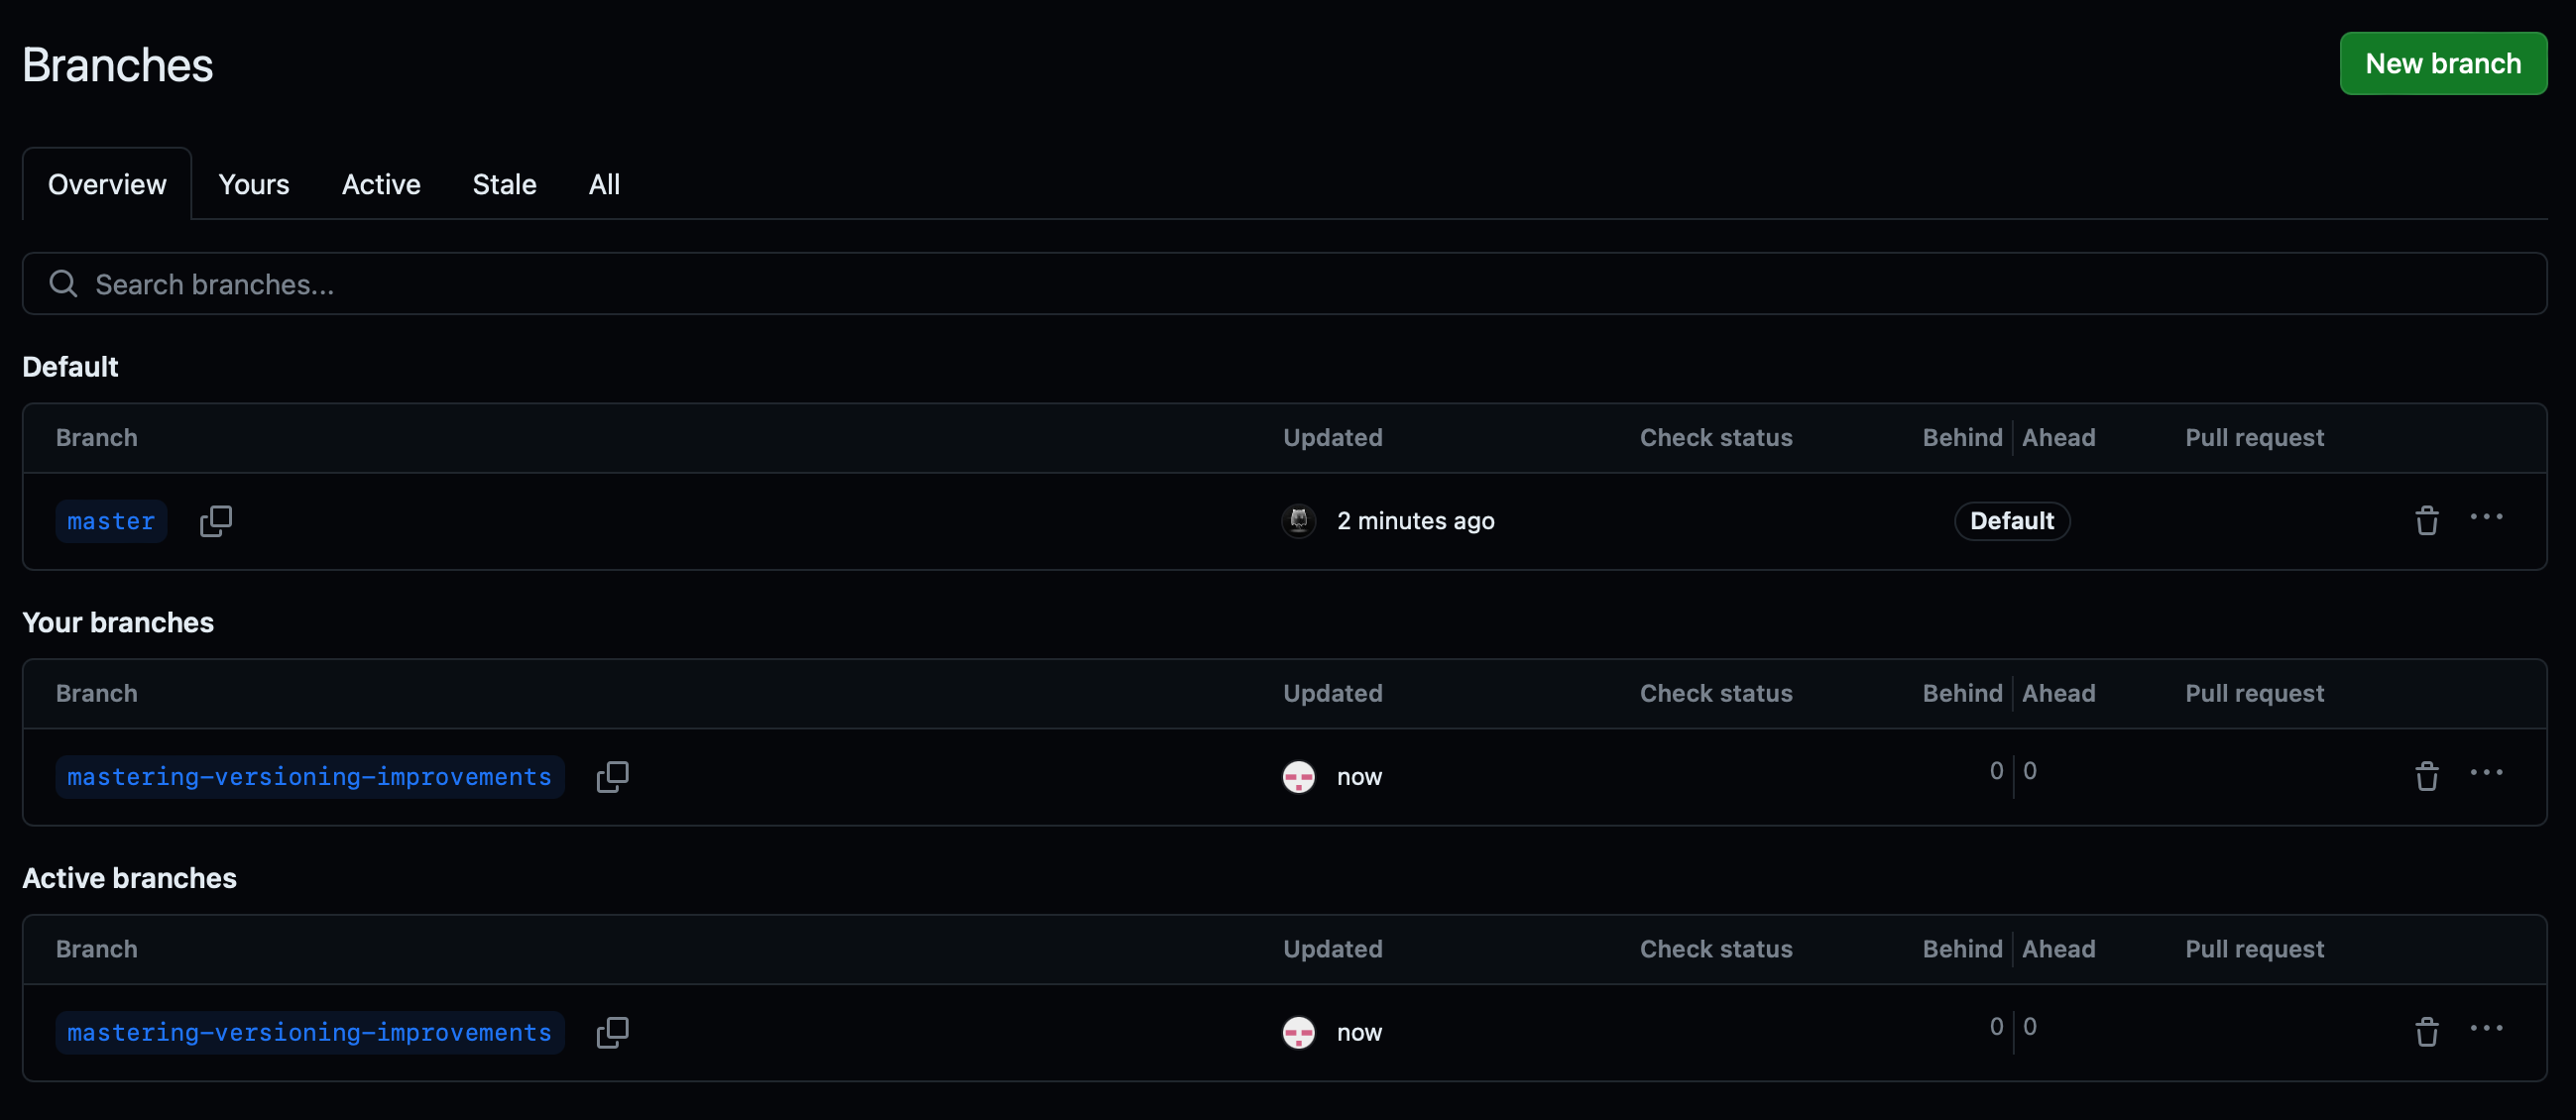 Branches
New branch
Overview Yours Active Stale All
Search branches...
Default
Branch Updated Check status Behind Ahead Pull request
master 2 minutes ago Default
Your branches
Branch Updated Check status Behind Ahead Pull request
mastering-versioning-improvements now 0 0
Active branches
Branch Updated Check status Behind Ahead Pull request
mastering-versioning-improvements now 0 0